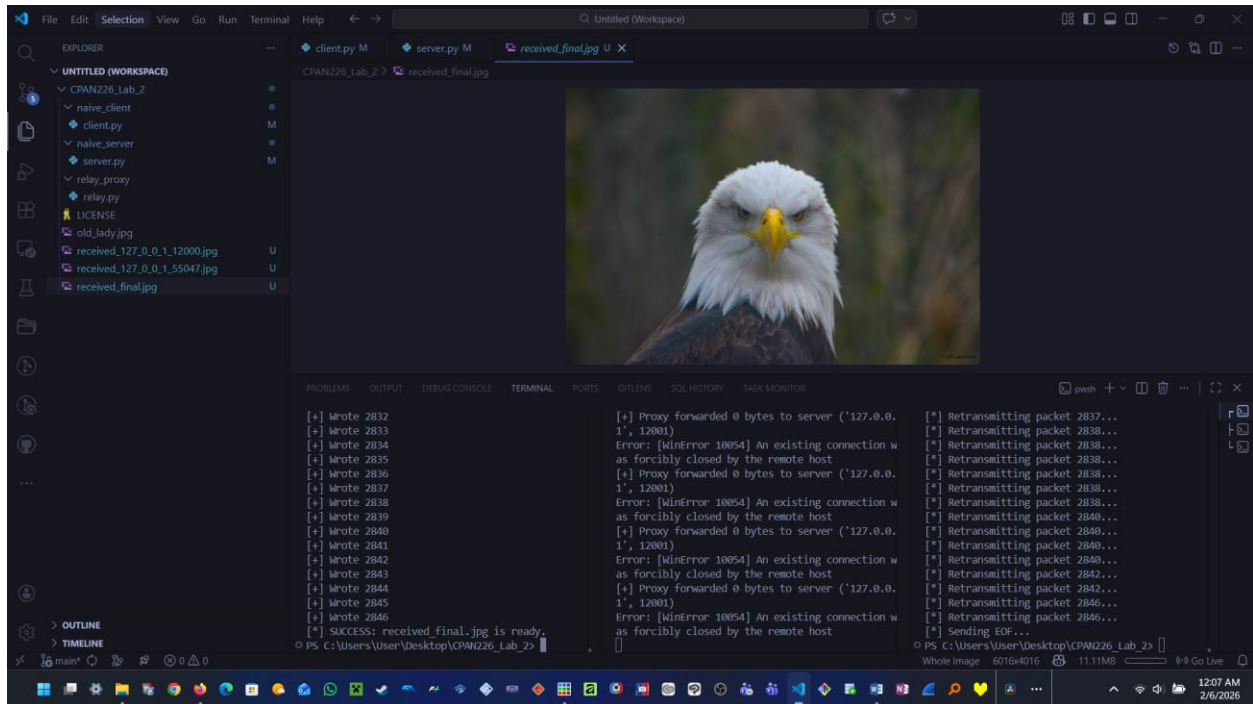 File Edit Selection View Go Run Terminal Help
Untitled (Workspace)
EXPLORER
UNTITLED (WORKSPACE)
CPAN226_Lab_2
naive_client
client.py M
naive_server
server.py M
relay_proxy
relay.py
LICENSE
old_lady.jpg
received_127_0_0_1_12000.jpg U
received_127_0_0_1_55047.jpg U
received_final.jpg U
OUTLINE
TIMELINE
5
client.py M server.py M received_final.jpg U
CPAN226_Lab_2 > received_final.jpg
PROBLEMS OUTPUT DEBUG CONSOLE TERMINAL PORTS GITLENS SQL HISTORY TASK MONITOR
pwsh
[+] Wrote 2832
[+] Wrote 2833
[+] Wrote 2834
[+] Wrote 2835
[+] Wrote 2836
[+] Wrote 2837
[+] Wrote 2838
[+] Wrote 2839
[+] Wrote 2840
[+] Wrote 2841
[+] Wrote 2842
[+] Wrote 2843
[+] Wrote 2844
[+] Wrote 2845
[+] Wrote 2846
[*] SUCCESS: received_final.jpg is ready.
PS C:\Users\User\Desktop\CPAN226_Lab_2>
[+] Proxy forwarded 0 bytes to server ('127.0.0.
1', 12001)
Error: [WinError 10054] An existing connection w
as forcibly closed by the remote host
[+] Proxy forwarded 0 bytes to server ('127.0.0.
1', 12001)
Error: [WinError 10054] An existing connection w
as forcibly closed by the remote host
[+] Proxy forwarded 0 bytes to server ('127.0.0.
1', 12001)
Error: [WinError 10054] An existing connection w
as forcibly closed by the remote host
[+] Proxy forwarded 0 bytes to server ('127.0.0.
1', 12001)
Error: [WinError 10054] An existing connection w
as forcibly closed by the remote host
[*] Retransmitting packet 2837...
[*] Retransmitting packet 2838...
[*] Retransmitting packet 2838...
[*] Retransmitting packet 2838...
[*] Retransmitting packet 2838...
[*] Retransmitting packet 2838...
[*] Retransmitting packet 2838...
[*] Retransmitting packet 2840...
[*] Retransmitting packet 2840...
[*] Retransmitting packet 2840...
[*] Retransmitting packet 2840...
[*] Retransmitting packet 2842...
[*] Retransmitting packet 2842...
[*] Retransmitting packet 2846...
[*] Retransmitting packet 2846...
[*] Sending EOF...
PS C:\Users\User\Desktop\CPAN226_Lab_2>
main* 0 0 Whole Image 6016x4016 11.11MB Go Live
12:07 AM
2/6/2026